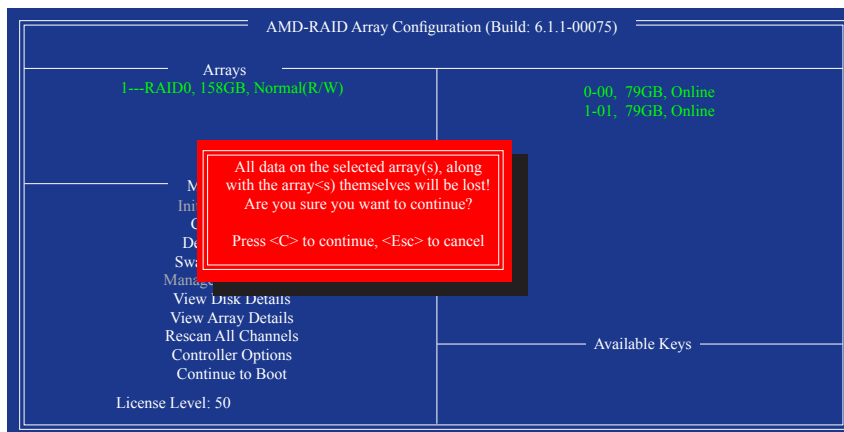 AMD-RAID Array Configuration (Build: 6.1.1-00075)
Arrays
1---RAID0, 158GB, Normal(R/W)
0-00, 79GB, Online
1-01, 79GB, Online
All data on the selected array(s), along
with the array<s) themselves will be lost!
Are you sure you want to continue?
Press <C> to continue, <Esc> to cancel
View Disk Details
View Array Details
Rescan All Channels
Controller Options
Continue to Boot
License Level: 50
Available Keys